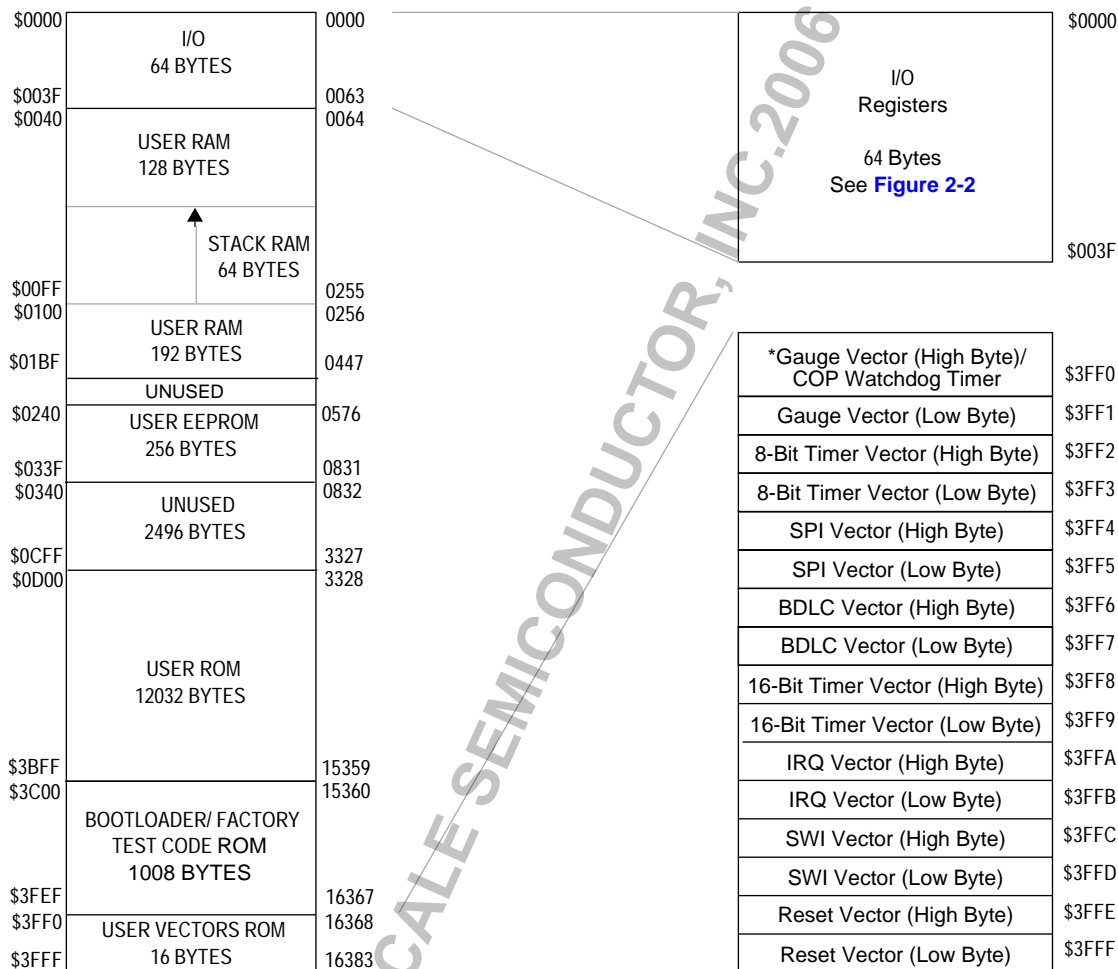 $0000
I/O
64 BYTES
0000
$003F
0063
$0040
0064
USER RAM
128 BYTES
STACK RAM
64 BYTES
$00FF
0255
$0100
0256
USER RAM
192 BYTES
$01BF
0447
UNUSED
$0240
0576
USER EEPROM
256 BYTES
$033F
0831
$0340
0832
UNUSED
2496 BYTES
$0CFF
3327
$0D00
3328
USER ROM
12032 BYTES
$3BFF
15359
$3C00
15360
BOOTLOADER/ FACTORY
TEST CODE ROM
1008 BYTES
$3FEF
16367
$3FF0
16368
USER VECTORS ROM
16 BYTES
$3FFF
16383
$0000
I/O
Registers
64 Bytes
See Figure 2-2
$003F
*Gauge Vector (High Byte)/
COP Watchdog Timer
$3FF0
Gauge Vector (Low Byte)
$3FF1
8-Bit Timer Vector (High Byte)
$3FF2
8-Bit Timer Vector (Low Byte)
$3FF3
SPI Vector (High Byte)
$3FF4
SPI Vector (Low Byte)
$3FF5
BDLC Vector (High Byte)
$3FF6
BDLC Vector (Low Byte)
$3FF7
16-Bit Timer Vector (High Byte)
$3FF8
16-Bit Timer Vector (Low Byte)
$3FF9
IRQ Vector (High Byte)
$3FFA
IRQ Vector (Low Byte)
$3FFB
SWI Vector (High Byte)
$3FFC
SWI Vector (Low Byte)
$3FFD
Reset Vector (High Byte)
$3FFE
Reset Vector (Low Byte)
$3FFF
CALE SEMICONDUCTOR, INC.2006